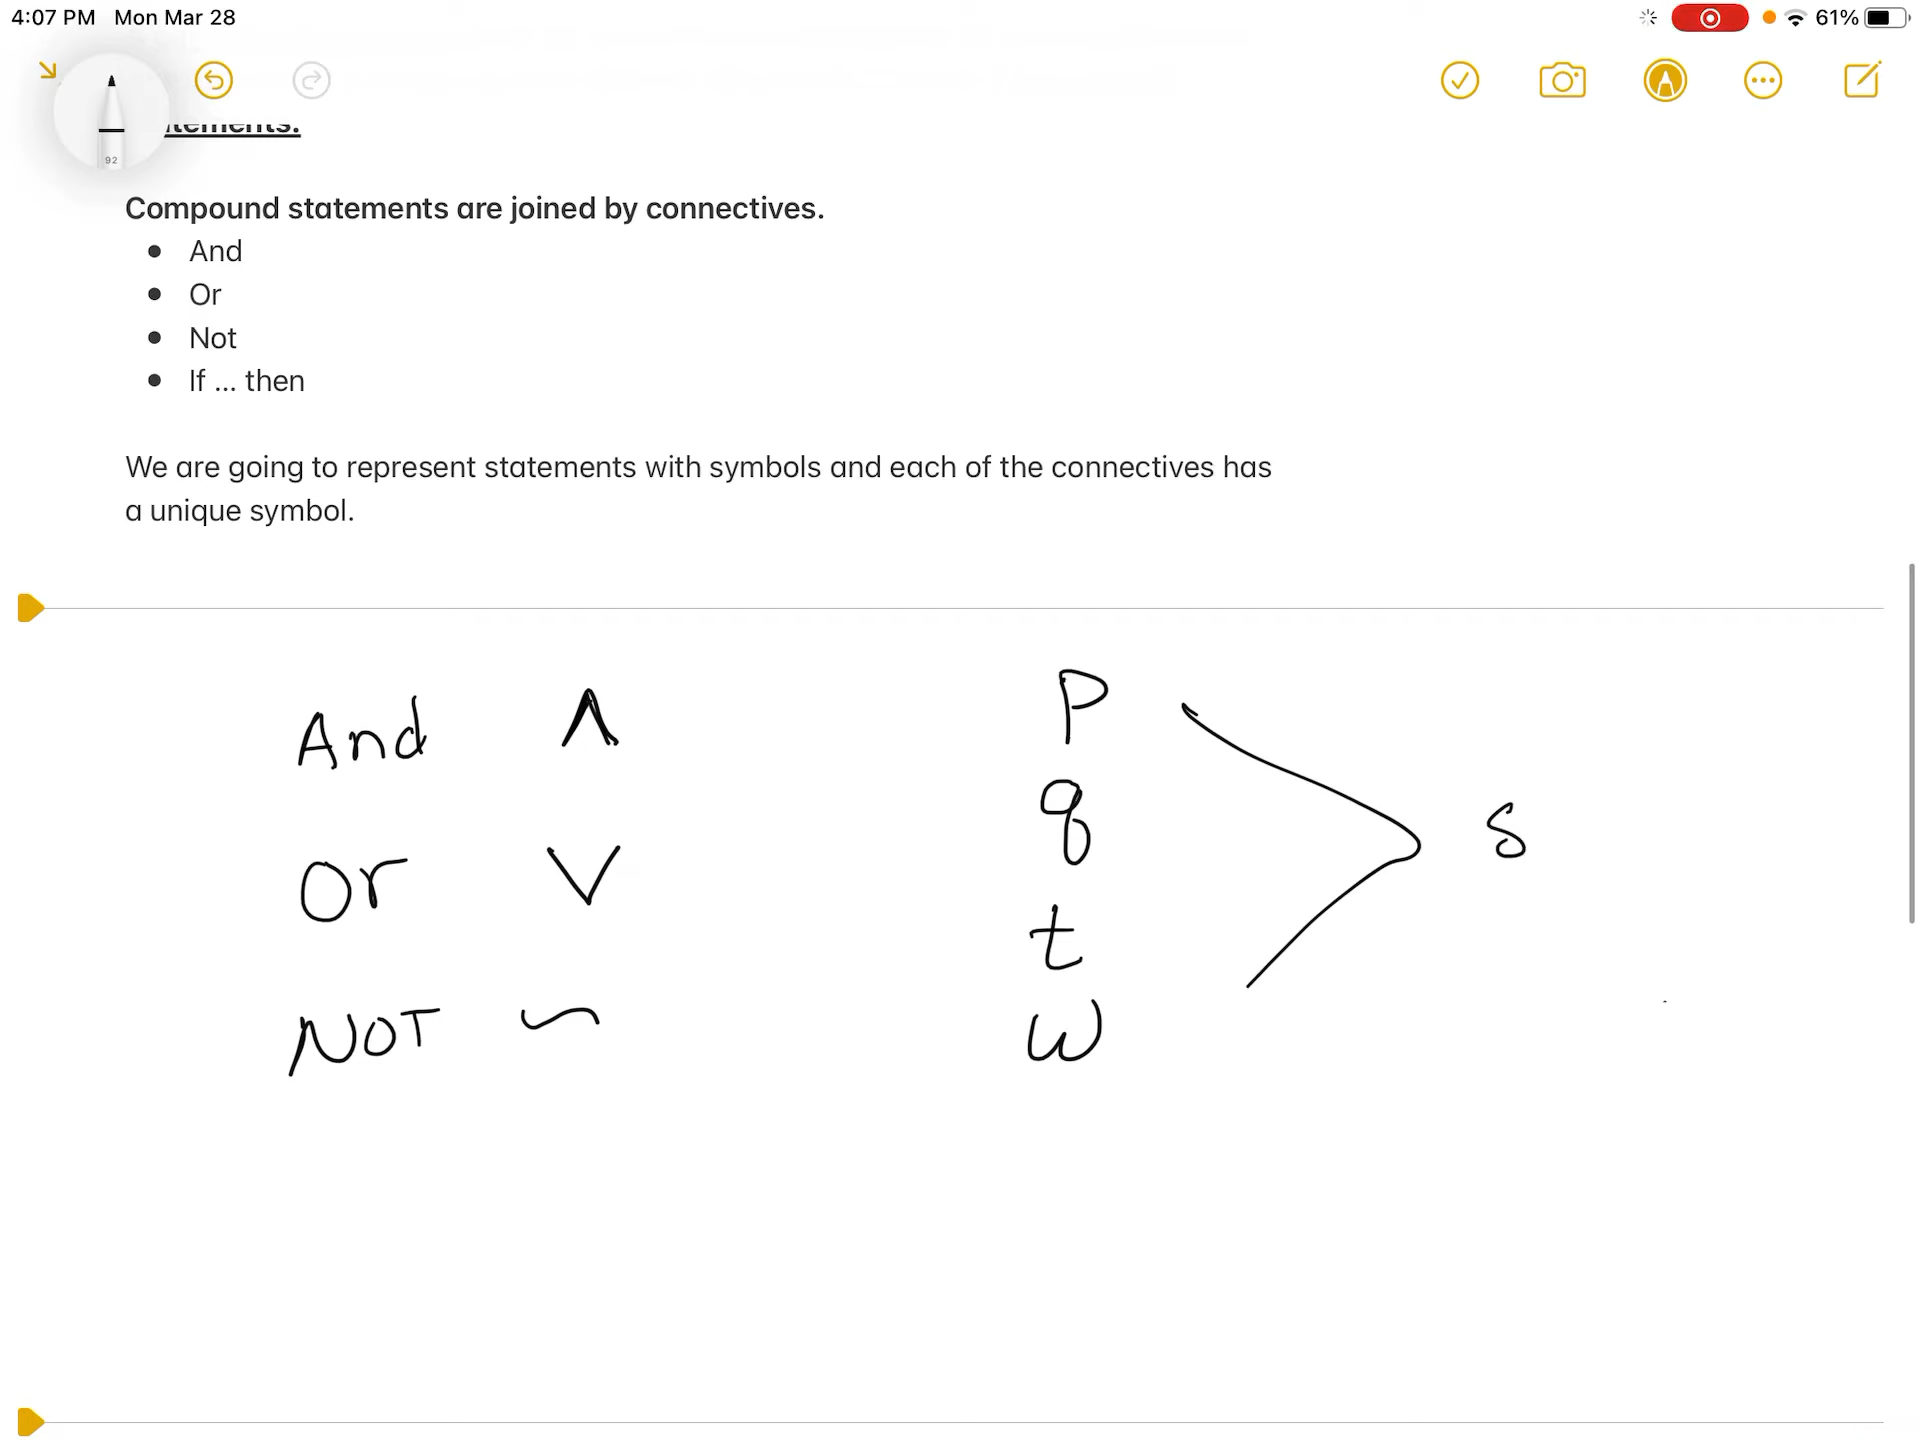 4:07 PM Mon Mar 28
61%
92
Compound statements are joined by connectives.
• And
• Or
• Not
• If ... then
We are going to represent statements with symbols and each of the connectives has
a unique symbol.
And ∧
Or ∨
NOT ~
P
q
t
w
s